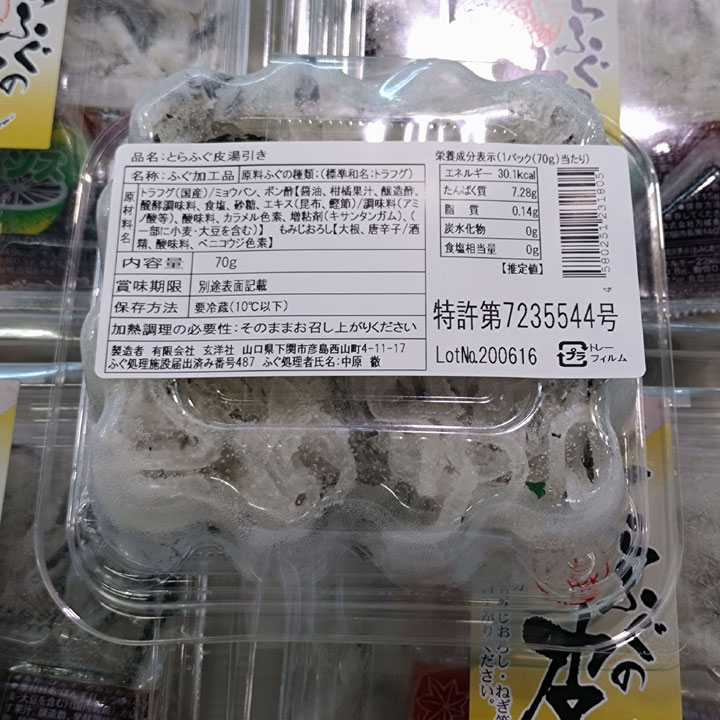 品名:とらふぐ皮湯引き
名称:ふぐ加工品 原料ふぐの種類:(標準和名:トラフグ)
原材料名
トラフグ(国産)/ミョウバン、ポン酢【醤油、柑橘果汁、醸造酢、
醗酵調味料、食塩、砂糖、エキス(昆布、鰹節)/調味料(アミ
ノ酸等)、酸味料、カラメル色素、増粘剤(キサンタンガム)、(
一部に小麦・大豆を含む)】 もみじおろし【大根、唐辛子/酒
精、酸味料、ベニコウジ色素】
内容量 70g
賞味期限 別途表面記載
保存方法 要冷蔵(10℃以下)
加熱調理の必要性:そのままお召し上がりください
製造者 有限会社 玄洋社 山口県下関市彦島西山町4-11-17
ふぐ処理施設届出済み番号487 ふぐ処理者氏名:中原 徹
栄養成分表示(1パック(70g)当たり)
エネルギー 30.1kcal
たんぱく質 7.28g
脂質 0.14g
炭水化物 0g
食塩相当量 0g
【推定値】
4580251231805
特許第7235544号
LotNo.200616
プラ
トレー
フィルム
ふぐの
ふぐの